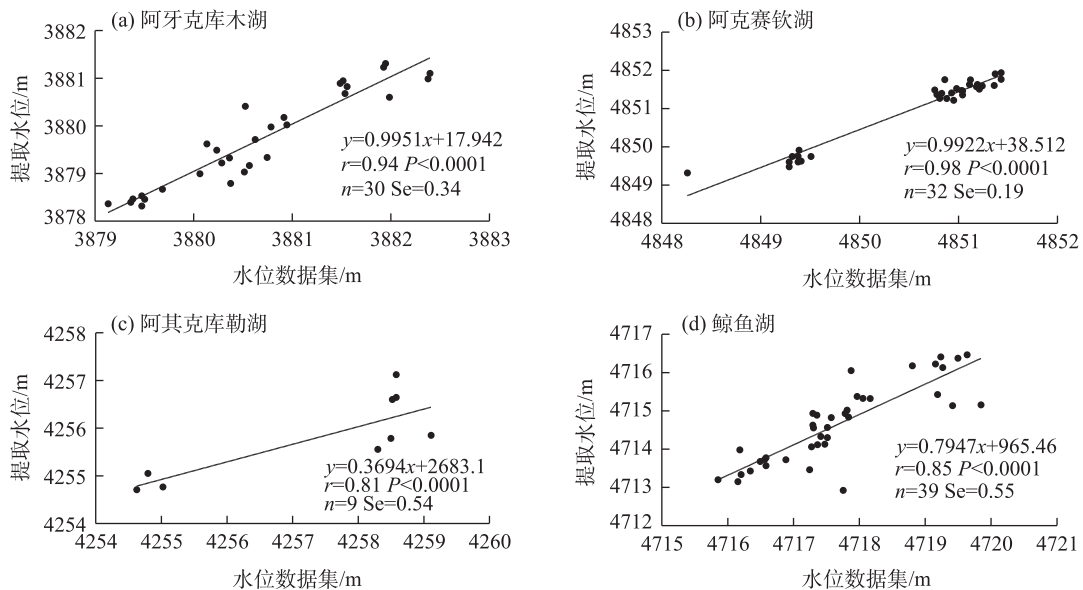 (a) 阿牙克库木湖
3882
3881
3880
3879
3878
提取水位/m
y=0.9951x+17.942
r=0.94 P<0.0001
n=30 Se=0.34
3879 3880 3881 3882 3883
水位数据集/m
(b) 阿克赛钦湖
4853
4852
4851
4850
4849
4848
提取水位/m
y=0.9922x+38.512
r=0.98 P<0.0001
n=32 Se=0.19
4848 4849 4850 4851 4852
水位数据集/m
(c) 阿其克库勒湖
4258
4257
4256
4255
4254
提取水位/m
y=0.3694x+2683.1
r=0.81 P<0.0001
n=9 Se=0.54
4254 4255 4256 4257 4258 4259 4260
水位数据集/m
(d) 鲸鱼湖
4717
4716
4715
4714
4713
4712
提取水位/m
y=0.7947x+965.46
r=0.85 P<0.0001
n=39 Se=0.55
4715 4716 4717 4718 4719 4720 4721
水位数据集/m